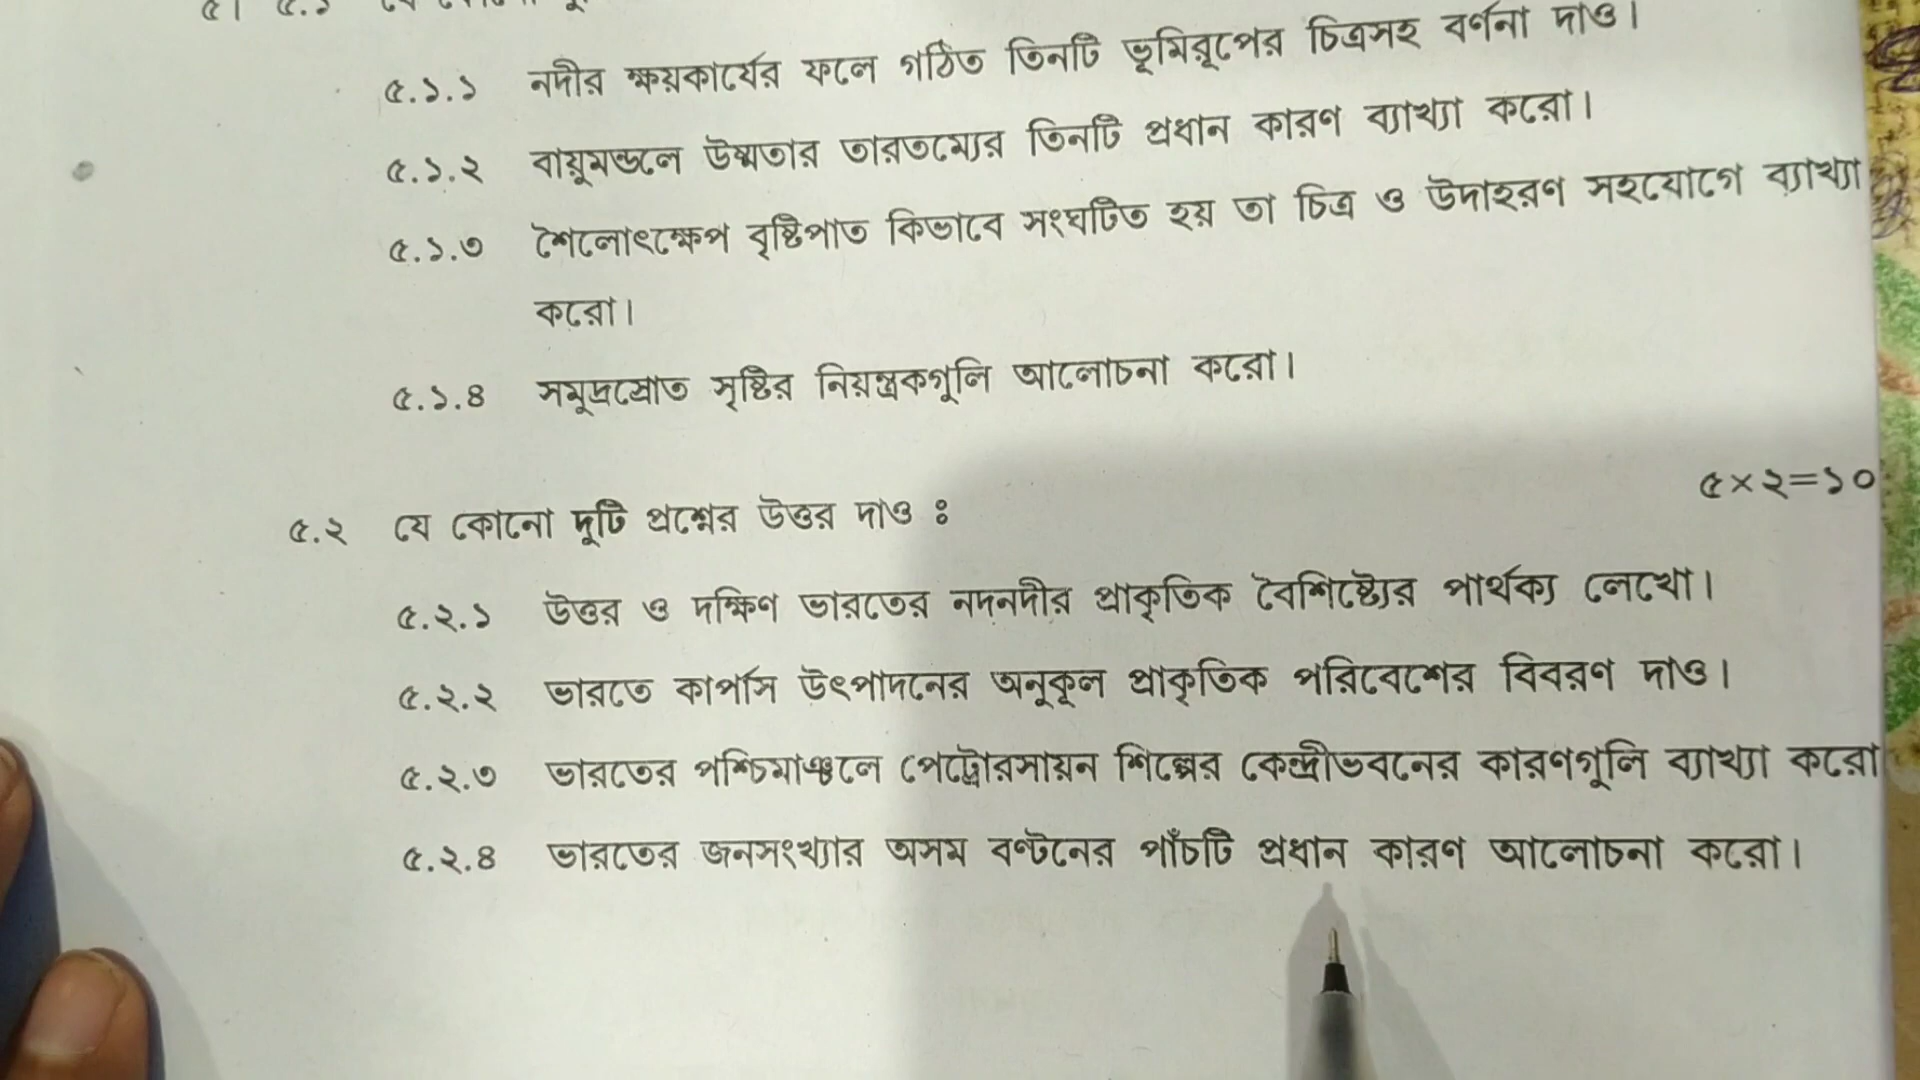 ৫। ৫.১
৫.১.১ নদীর ক্ষয়কার্যের ফলে গঠিত তিনটি ভূমিরূপের চিত্রসহ বর্ণনা দাও।
৫.১.২ বায়ুমন্ডলে উষ্মতার তারতম্যের তিনটি প্রধান কারণ ব্যাখ্যা করো।
৫.১.৩ শৈলোৎক্ষেপ বৃষ্টিপাত কিভাবে সংঘটিত হয় তা চিত্র ও উদাহরণ সহযোগে ব্যাখ্যা
করো।
৫.১.৪ সমুদ্রস্রোত সৃষ্টির নিয়ন্ত্রকগুলি আলোচনা করো।
৫.২ যে কোনো দুটি প্রশ্নের উত্তর দাও : ৫×২=১০
৫.২.১ উত্তর ও দক্ষিণ ভারতের নদনদীর প্রাকৃতিক বৈশিষ্ট্যের পার্থক্য লেখো।
৫.২.২ ভারতে কার্পাস উৎপাদনের অনুকূল প্রাকৃতিক পরিবেশের বিবরণ দাও।
৫.২.৩ ভারতের পশ্চিমাঞ্চলে পেট্রোরসায়ন শিল্পের কেন্দ্রীভবনের কারণগুলি ব্যাখ্যা করো
৫.২.৪ ভারতের জনসংখ্যার অসম বণ্টনের পাঁচটি প্রধান কারণ আলোচনা করো।